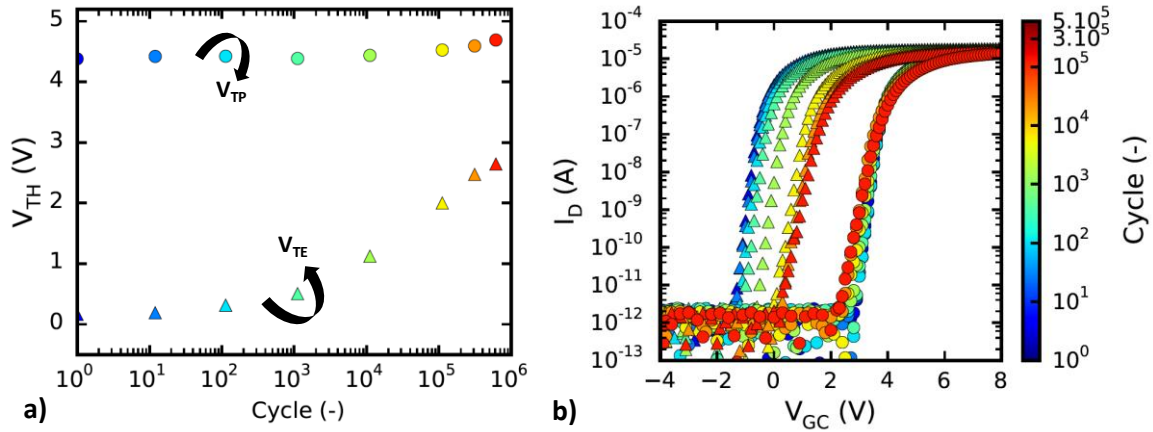 5
4
3
2
1
0
V_TH (V)
V_TP
V_TE
10^0 10^1 10^2 10^3 10^4 10^5 10^6
Cycle (-)
a)
10^-4
10^-5
10^-6
10^-7
10^-8
10^-9
10^-10
10^-11
10^-12
10^-13
I_D (A)
−4 −2 0 2 4 6 8
V_GC (V)
b)
5.10^5
3.10^5
10^5
10^4
10^3
10^2
10^1
10^0
Cycle (-)